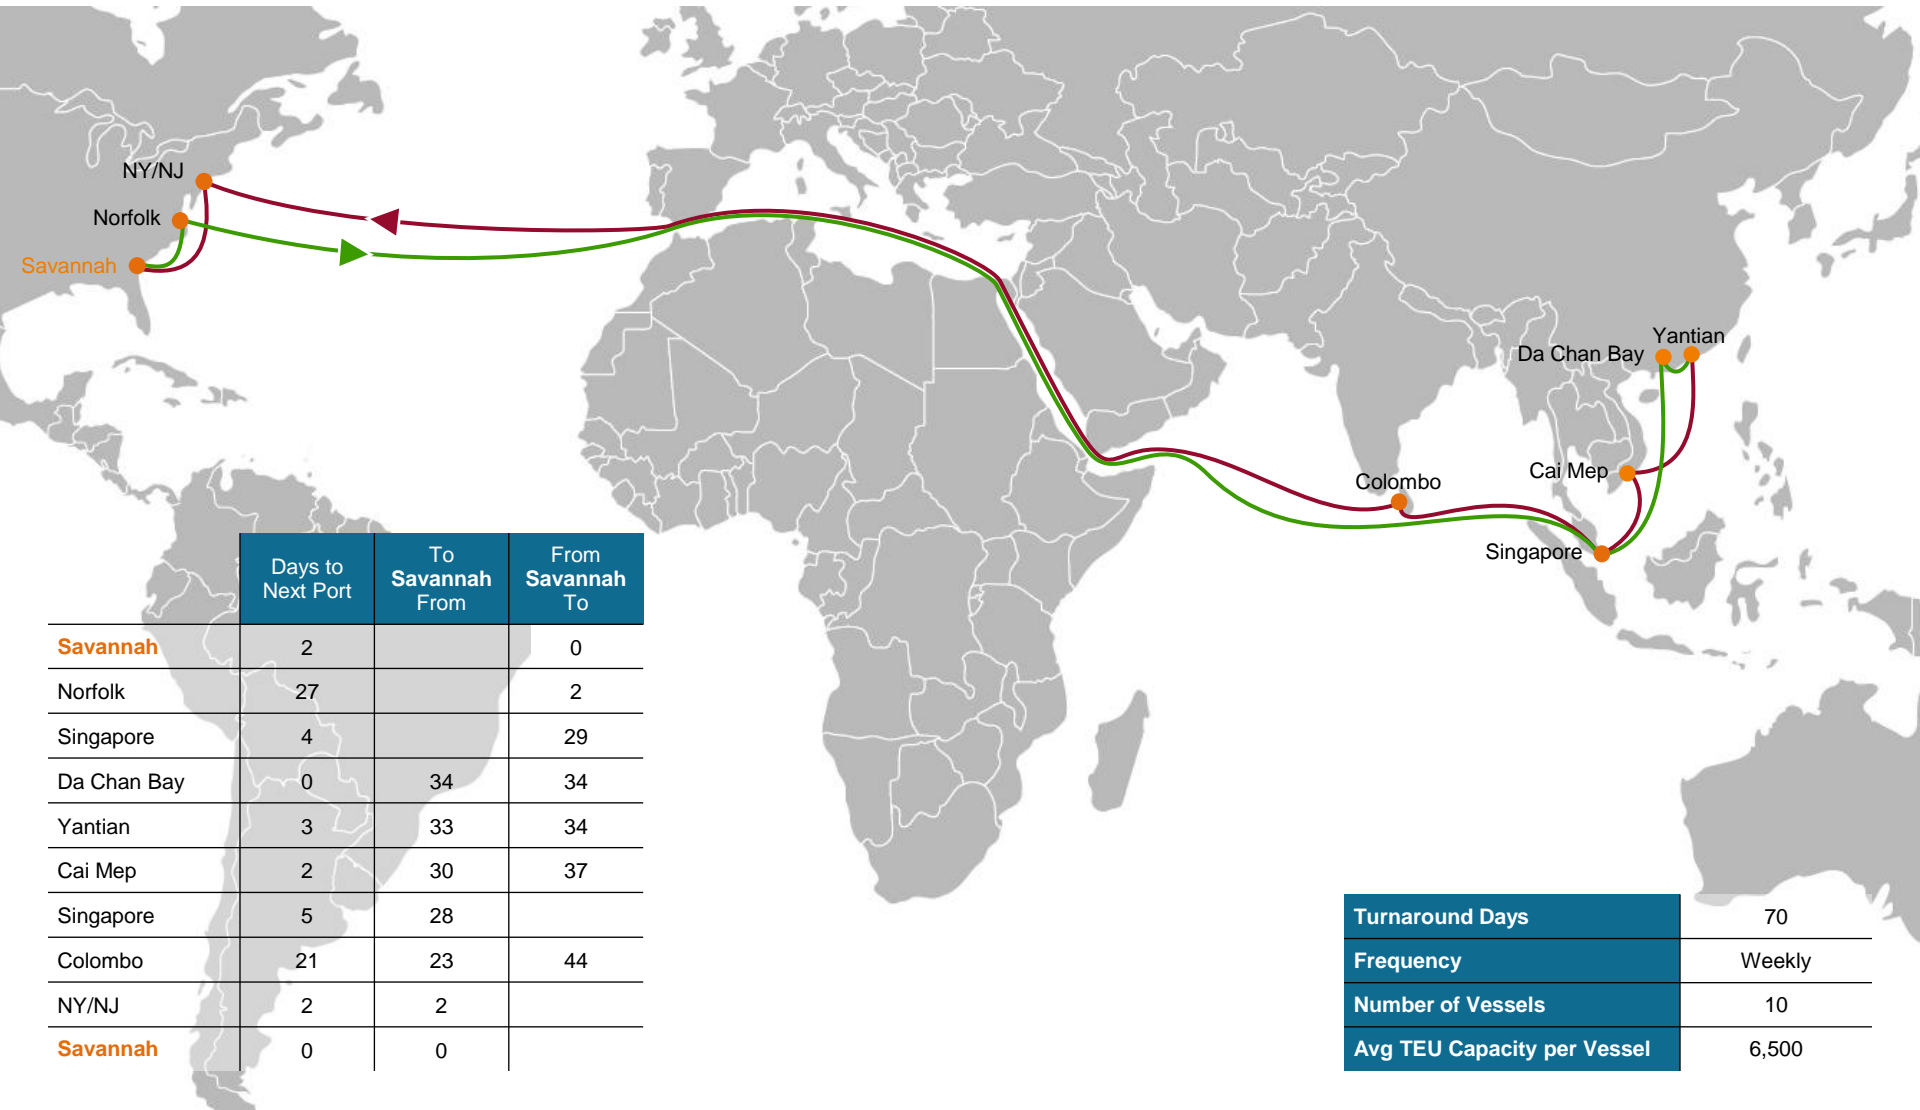 NY/NJ
Norfolk
Savannah
Yantian
Da Chan Bay
Cai Mep
Colombo
Singapore
Days to
Next Port
To
Savannah
From
From
Savannah
To
Savannah 2 0
Norfolk 27 2
Singapore 4 29
Da Chan Bay 0 34 34
Yantian 3 33 34
Cai Mep 2 30 37
Singapore 5 28
Colombo 21 23 44
NY/NJ 2 2
Savannah 0 0
Turnaround Days 70
Frequency Weekly
Number of Vessels 10
Avg TEU Capacity per Vessel 6,500